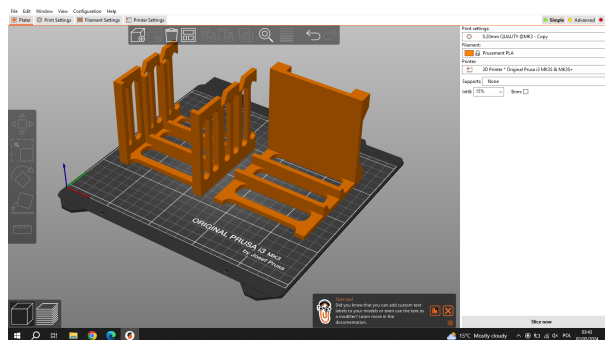 File Edit Window View Configuration Help
Plater Print Settings Filament Settings Printer Settings
Simple Advanced
Print settings:
0.20mm QUALITY @MK3 - Copy
Filament:
Prusament PLA
Printer:
3D Printer * Original Prusa i3 MK3S & MK3S+
Supports: None
Infill: 15% Brim:
ORIGINAL PRUSA i3 MK3
by Josef Prusa
Text tool
Did you know that you can add custom text
labels to your models or even use the text as
a modifier? Learn more in the
documentation.
Slice now
15°C Mostly cloudy POL 03:43
02/05/2024